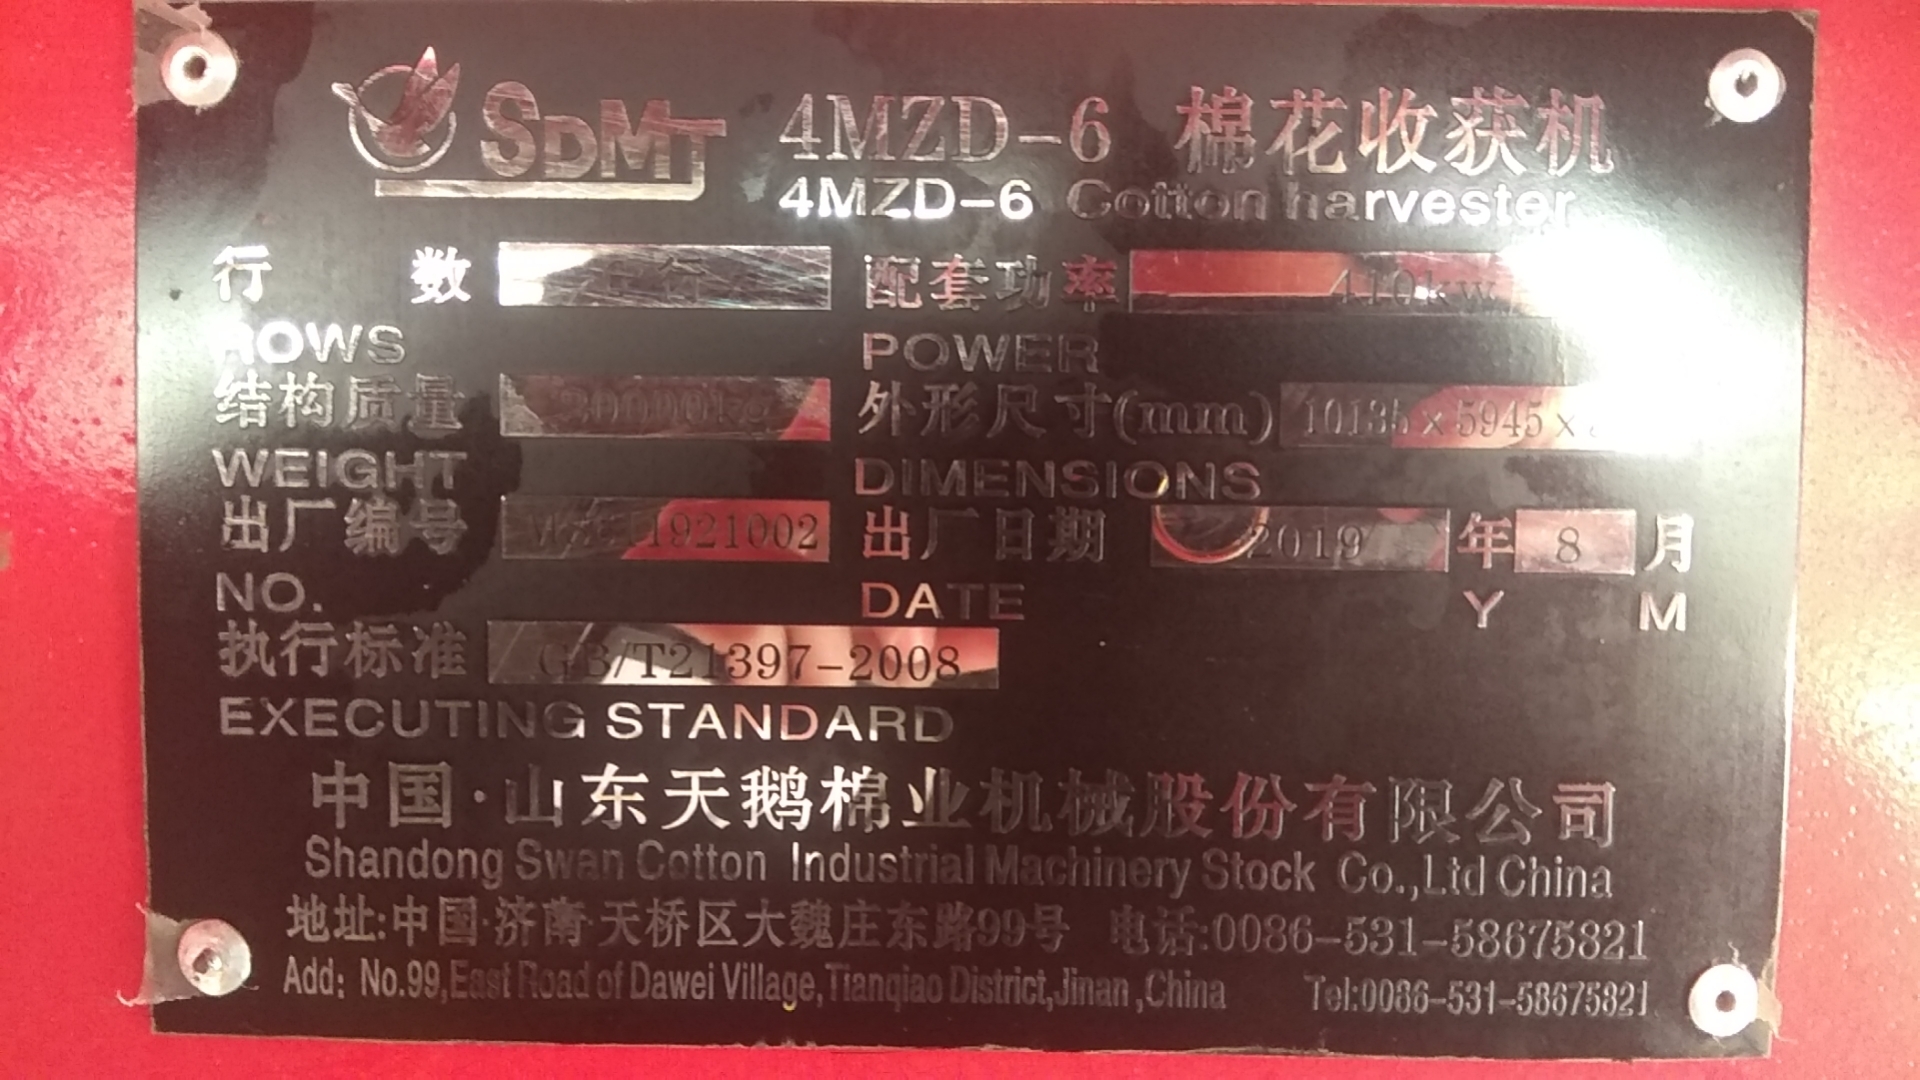 SDMT 4MZD-6 棉花收获机
4MZD-6 Cotton harvester
行 数 行 配套功率 410kw
ROWS POWER
结构质量 外形尺寸(mm) 10135×5945×
WEIGHT DIMENSIONS
出厂编号 1921002 出厂日期 2019 年 8 月
NO. DATE Y M
执行标准 GB/T21397-2008
EXECUTING STANDARD
中国·山东天鹅棉业机械股份有限公司
Shandong Swan Cotton Industrial Machinery Stock Co.,Ltd China
地址:中国·济南·天桥区大魏庄东路99号 电话:0086-531-58675821
Add: No.99,East Road of Dawei Village,Tianqiao District,Jinan,China Tel:0086-531-58675821